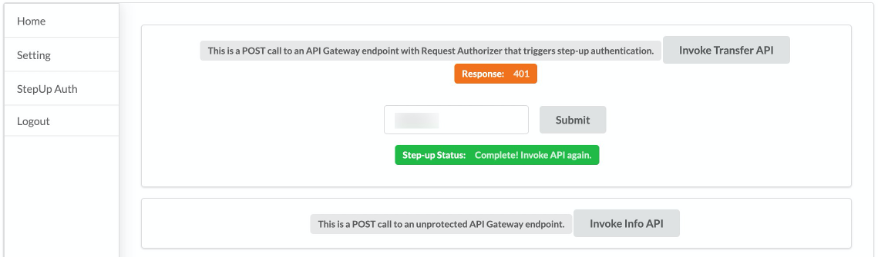 Home
Setting
StepUp Auth
Logout
This is a POST call to an API Gateway endpoint with Request Authorizer that triggers step-up authentication.
Invoke Transfer API
Response: 401
Submit
Step-up Status: Complete! Invoke API again.
This is a POST call to an unprotected API Gateway endpoint.
Invoke Info API